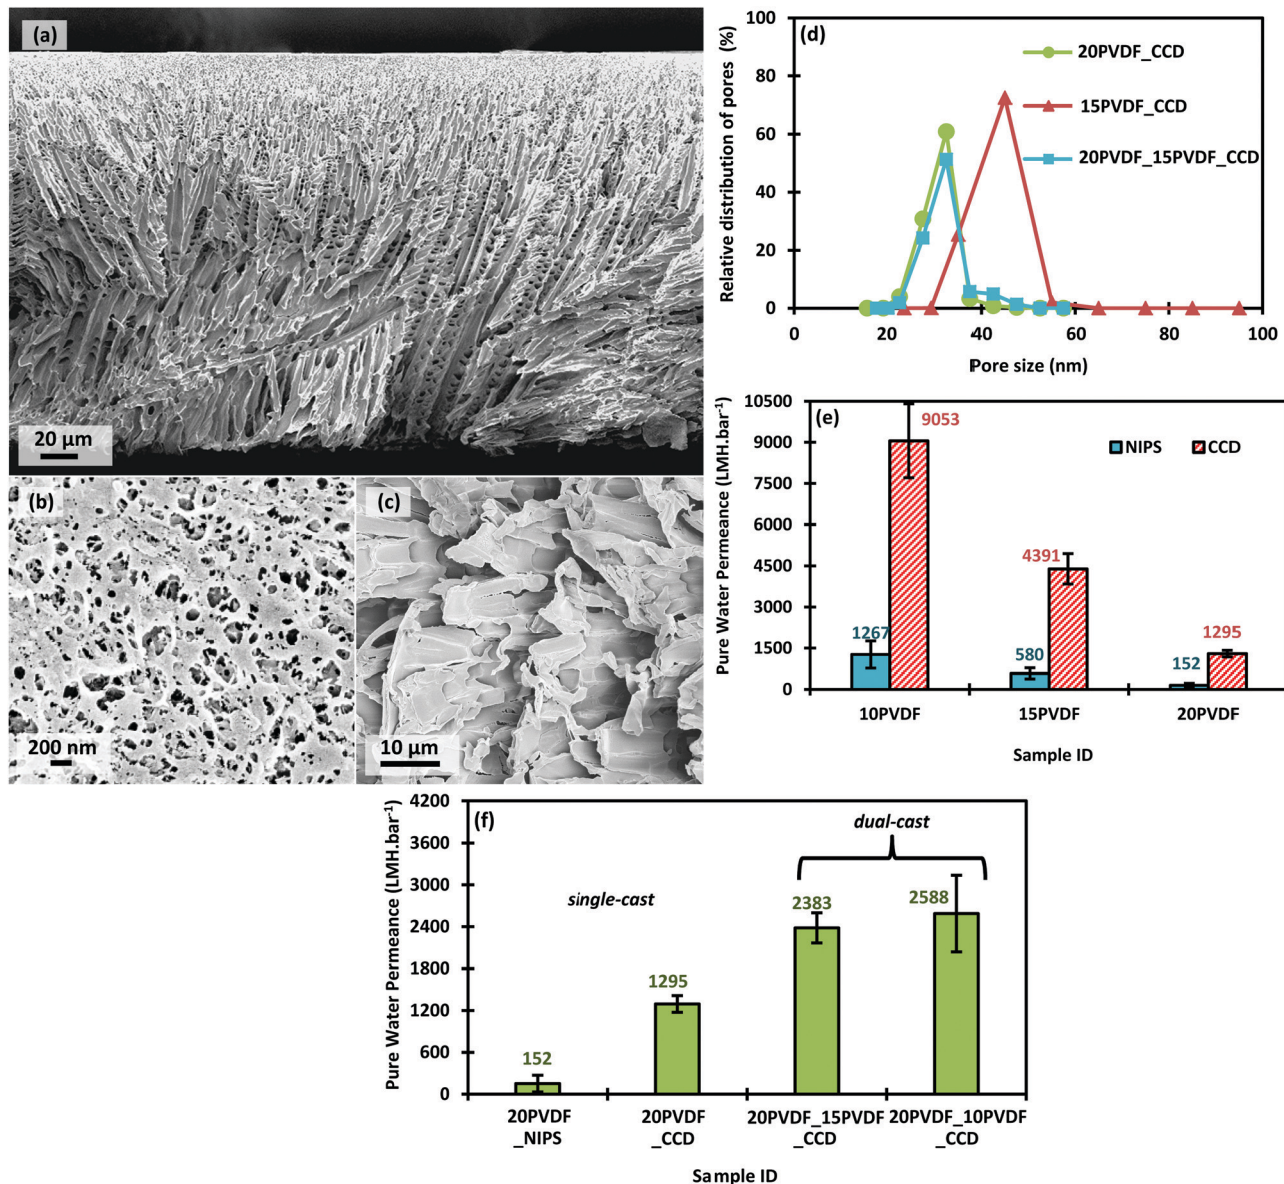 (a)
20 µm
(b)
200 nm
(c)
10 µm
(d)
Relative distribution of pores (%)
100
80
60
40
20
0
0
20
40
60
80
100
Pore size (nm)
20PVDF_CCD
15PVDF_CCD
20PVDF_15PVDF_CCD
(e)
Pure Water Permeance (LMH.bar-1)
10500
9000
7500
6000
4500
3000
1500
0
NIPS
CCD
1267
9053
580
4391
152
1295
10PVDF
15PVDF
20PVDF
Sample ID
(f)
Pure Water Permeance (LMH.bar-1)
4200
3600
3000
2400
1800
1200
600
0
single-cast
dual-cast
152
1295
2383
2588
20PVDF
_NIPS
20PVDF
_CCD
20PVDF_15PVDF
_CCD
20PVDF_10PVDF
_CCD
Sample ID